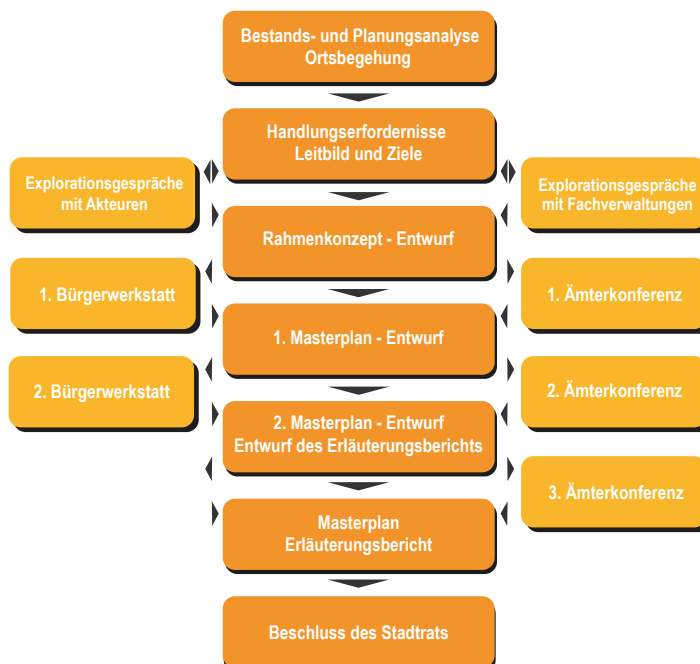 Bestands- und Planungsanalyse
Ortsbegehung
Handlungserfordernisse
Leitbild und Ziele
Explorationsgespräche
mit Akteuren
Explorationsgespräche
mit Fachverwaltungen
Rahmenkonzept - Entwurf
1. Bürgerwerkstatt
1. Ämterkonferenz
1. Masterplan - Entwurf
2. Bürgerwerkstatt
2. Ämterkonferenz
2. Masterplan - Entwurf
Entwurf des Erläuterungsberichts
3. Ämterkonferenz
Masterplan
Erläuterungsbericht
Beschluss des Stadtrats